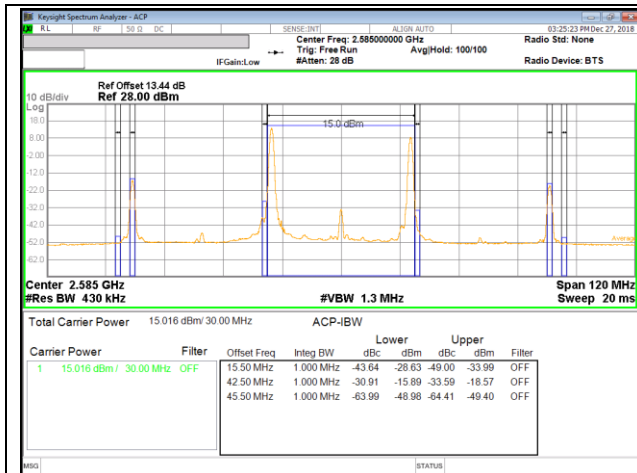 Keysight Spectrum Analyzer - ACP
RL RF 50 Ω DC SENSE:INT ALIGN AUTO 03:25:23 PM Dec 27, 2018
Center Freq: 2.585000000 GHz Radio Std: None
Trig: Free Run Avg|Hold: 100/100
IFGain:Low #Atten: 28 dB Radio Device: BTS
Ref Offset 13.44 dB
10 dB/div Ref 28.00 dBm
Log
18.0
15.0 dBm
8.00
-2.00
-12.0
-22.0
-32.0
-42.0
Average
-52.0
-62.0
Center 2.585 GHz Span 120 MHz
#Res BW 430 kHz #VBW 1.3 MHz Sweep 20 ms
Total Carrier Power 15.016 dBm/ 30.00 MHz ACP-IBW
Lower Upper
Carrier Power Filter Offset Freq Integ BW dBc dBm dBc dBm Filter
1 15.016 dBm / 30.00 MHz OFF 15.50 MHz 1.000 MHz -43.64 -28.63 -49.00 -33.99 OFF
42.50 MHz 1.000 MHz -30.91 -15.89 -33.59 -18.57 OFF
45.50 MHz 1.000 MHz -63.99 -48.98 -64.41 -49.40 OFF
MSG STATUS